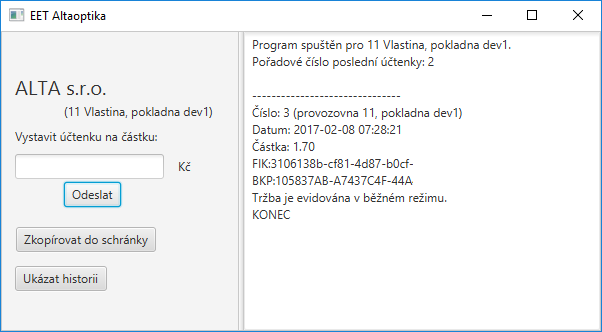 EET Altaoptika
ALTA s.r.o.
(11 Vlastina, pokladna dev1)
Vystavit účtenku na částku:
Kč
Odeslat
Zkopírovat do schránky
Ukázat historii
Program spuštěn pro 11 Vlastina, pokladna dev1.
Pořadové číslo poslední účtenky: 2
-------------------------------
Číslo: 3 (provozovna 11, pokladna dev1)
Datum: 2017-02-08 07:28:21
Částka: 1.70
FIK:3106138b-cf81-4d87-b0cf-
BKP:105837AB-A7437C4F-44A
Tržba je evidována v běžném režimu.
KONEC